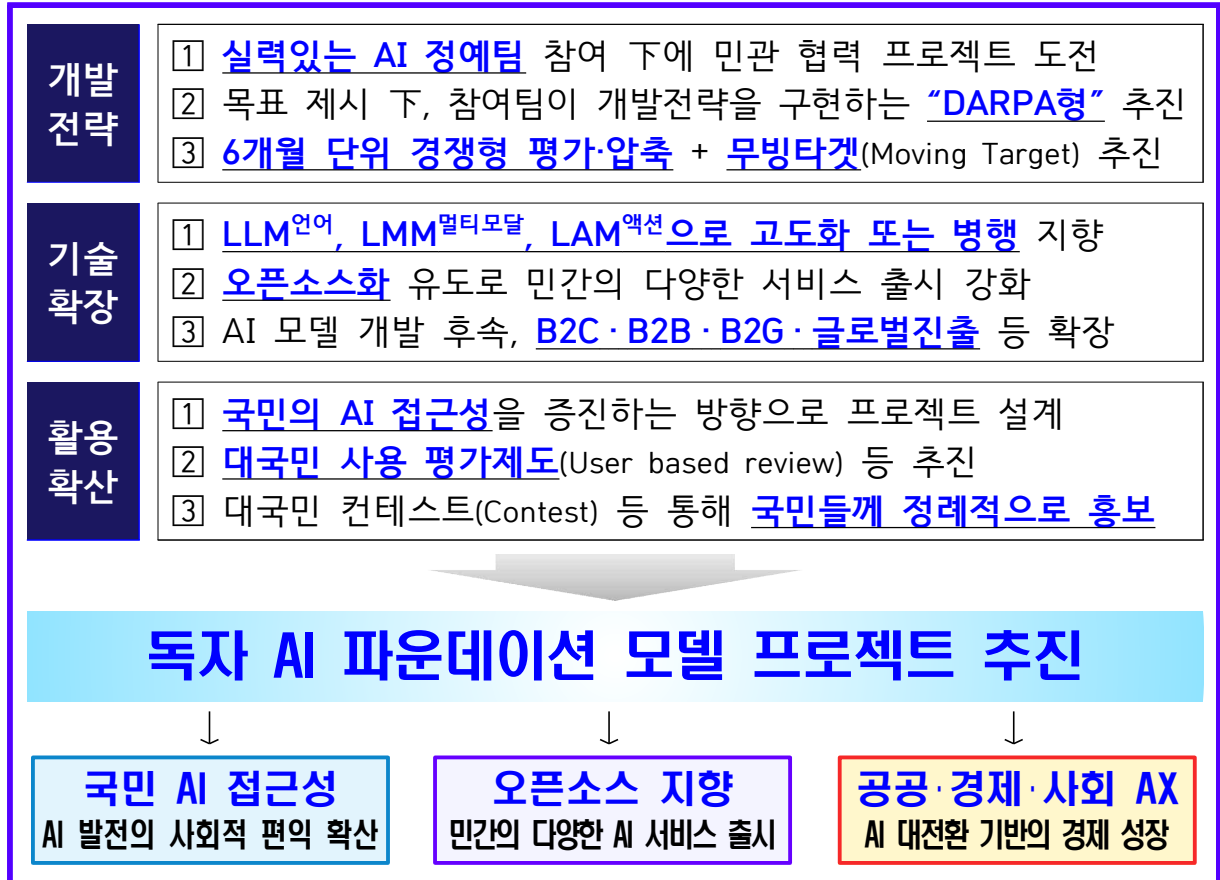 개발
전략
1 실력있는 AI 정예팀 참여 下에 민관 협력 프로젝트 도전
2 목표 제시 下, 참여팀이 개발전략을 구현하는 “DARPA형” 추진
3 6개월 단위 경쟁형 평가·압축 + 무빙타겟(Moving Target) 추진
기술
확장
1 LLM언어, LMM멀티모달, LAM액션으로 고도화 또는 병행 지향
2 오픈소스화 유도로 민간의 다양한 서비스 출시 강화
3 AI 모델 개발 후속, B2C · B2B · B2G · 글로벌진출 등 확장
활용
확산
1 국민의 AI 접근성을 증진하는 방향으로 프로젝트 설계
2 대국민 사용 평가제도(User based review) 등 추진
3 대국민 컨테스트(Contest) 등 통해 국민들께 정례적으로 홍보
독자 AI 파운데이션 모델 프로젝트 추진
↓ ↓ ↓
국민 AI 접근성
AI 발전의 사회적 편익 확산
오픈소스 지향
민간의 다양한 AI 서비스 출시
공공·경제·사회 AX
AI 대전환 기반의 경제 성장